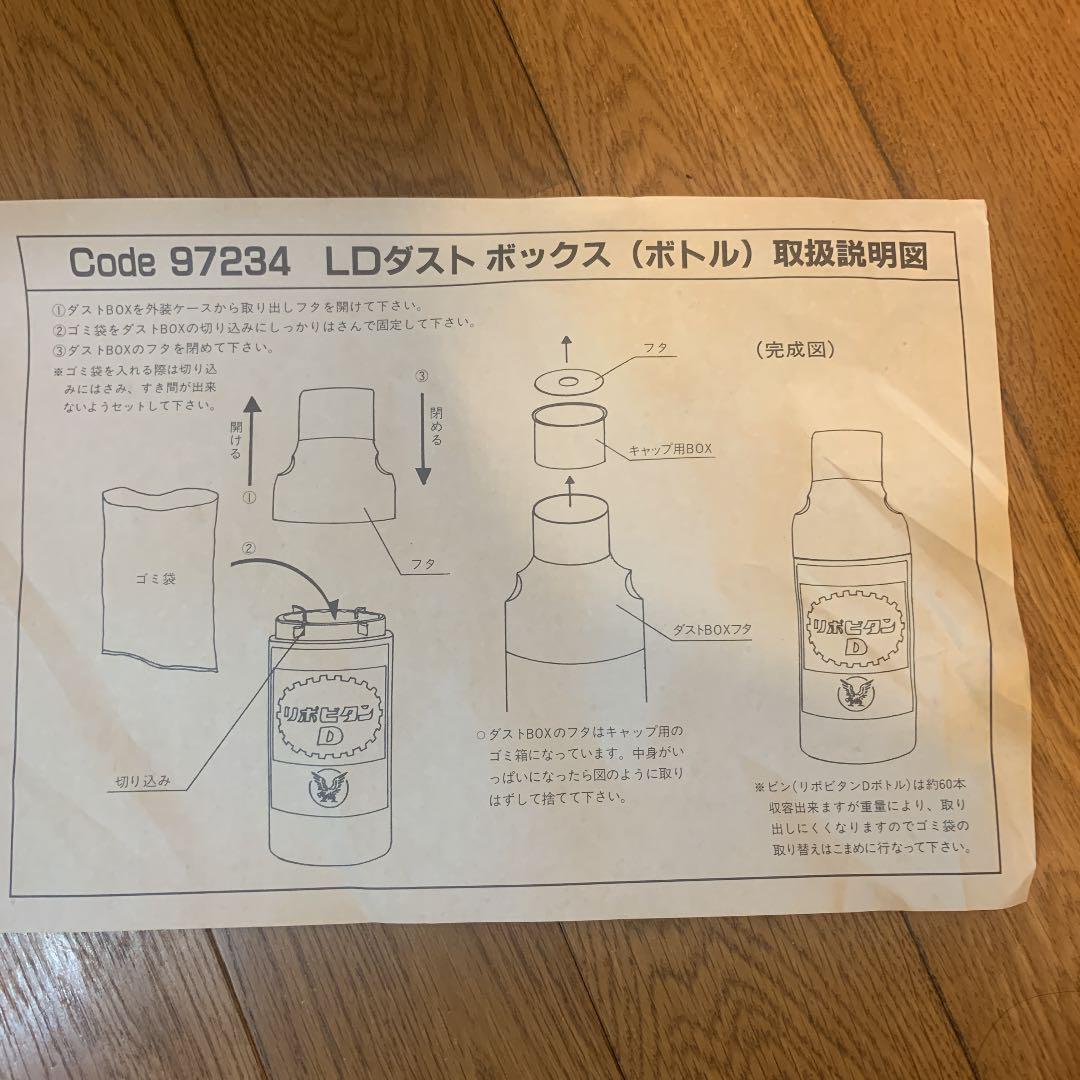 Code 97234 LDダスト ボックス（ボトル）取扱説明図
①ダストBOXを外装ケースから取り出しフタを開けて下さい。
②ゴミ袋をダストBOXの切り込みにしっかりはさんで固定して下さい。
③ダストBOXのフタを閉めて下さい。
※ゴミ袋を入れる際は切り込
みにはさみ、すき間が出来
ないようセットして下さい。
開ける
①
③
閉める
フタ
②
ゴミ袋
切り込み
リポビタン
D
フタ
キャップ用BOX
ダストBOXフタ
○ダストBOXのフタはキャップ用の
ゴミ箱になっています。中身がい
っぱいになったら図のように取り
はずして捨てて下さい。
（完成図）
リポビタン
D
※ビン(リポビタンDボトル)は約60本
収容出来ますが重量により、取り
出しにくくなりますのでゴミ袋の
取り替えはこまめに行なって下さい。